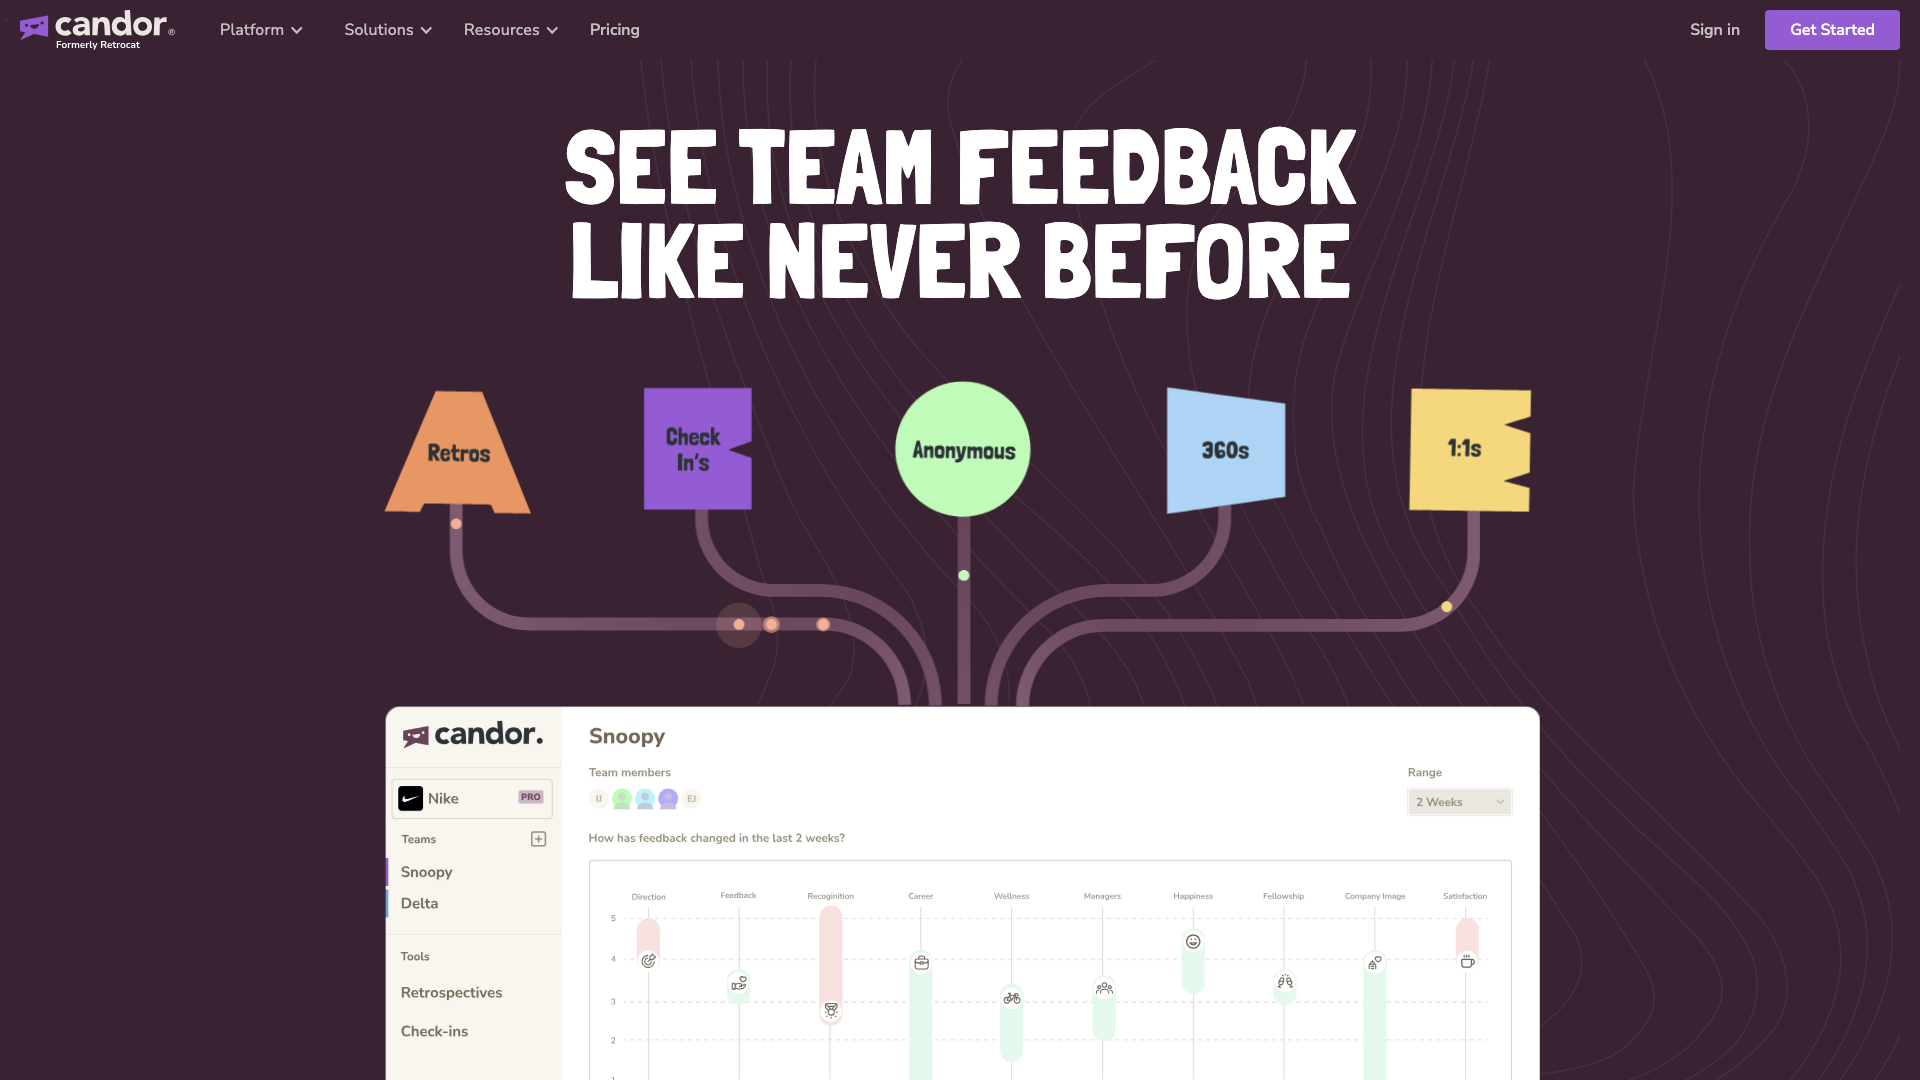 candor®
Formerly Retrocat
Platform
Solutions
Resources
Pricing
Sign in
Get Started
SEE TEAM FEEDBACK
LIKE NEVER BEFORE
Retros
Check
In's
Anonymous
360s
1:1s
candor.
Nike
PRO
Teams
Snoopy
Delta
Tools
Retrospectives
Check-ins
Snoopy
Team members
IJ
EJ
Range
2 Weeks
How has feedback changed in the last 2 weeks?
Direction
Feedback
Recoginition
Career
Wellness
Managers
Happiness
Fellowship
Company Image
Satisfaction
5
4
3
2